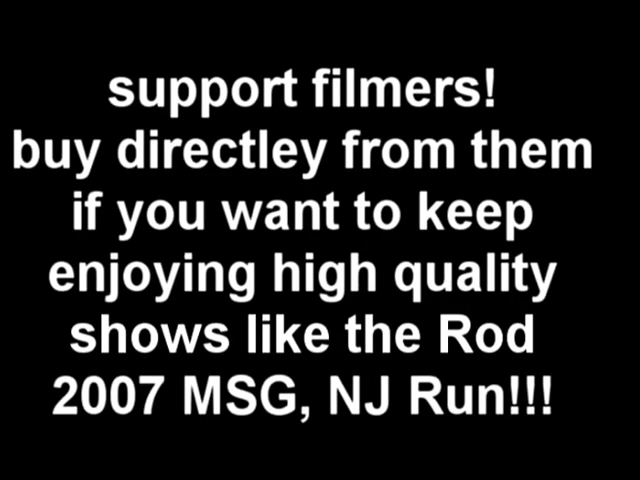 support filmers!
buy directley from them
if you want to keep
enjoying high quality
shows like the Rod
2007 MSG, NJ Run!!!